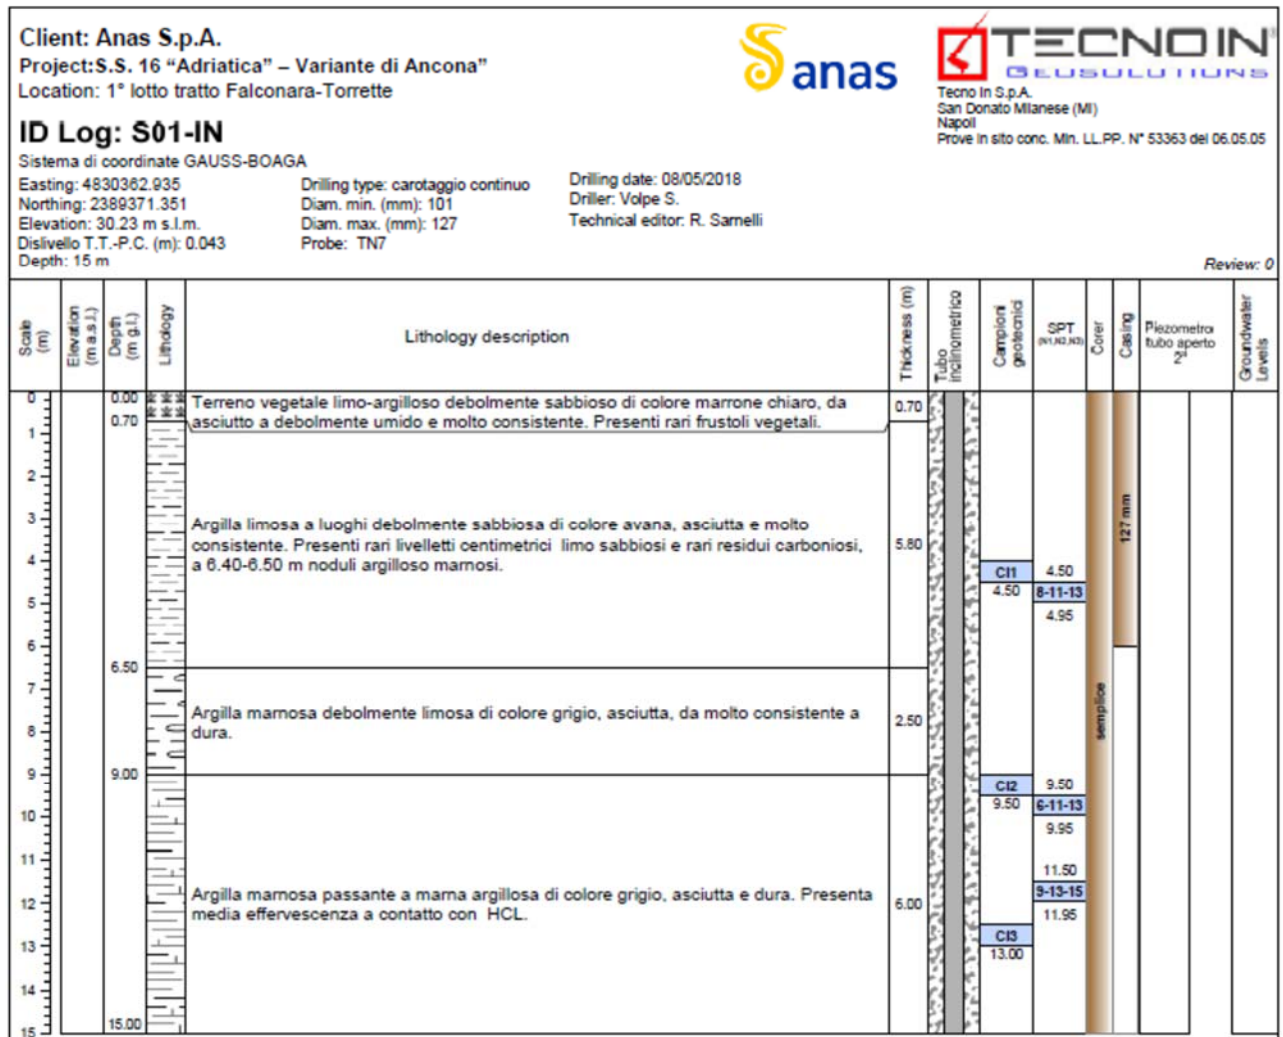 Client: Anas S.p.A.
Project:S.S. 16 “Adriatica” – Variante di Ancona”
Location: 1° lotto tratto Falconara-Torrette
anas
TECNOIN
GEOSOLUTIONS
Tecno In S.p.A.
San Donato Milanese (MI)
Napoli
Prove in sito conc. Min. LL.PP. N° 53363 del 06.05.05
ID Log: S01-IN
Sistema di coordinate GAUSS-BOAGA
Easting: 4830362.935
Northing: 2389371.351
Elevation: 30.23 m s.l.m.
Dislivello T.T.-P.C. (m): 0.043
Depth: 15 m
Drilling type: carotaggio continuo
Diam. min. (mm): 101
Diam. max. (mm): 127
Probe: TN7
Drilling date: 08/05/2018
Driller: Volpe S.
Technical editor: R. Sarnelli
Review: 0
Scale
(m)
Elevation
(m a.s.l.)
Depth
(m g.l.)
Lithology
Lithology description
Thickness (m)
Tubo
inclinometrico
Campioni
geotecnici
SPT
(N1,N2,N3)
Corer
Casing
Piezometro
tubo aperto
Groundwater
Levels
0
1
2
3
4
5
6
7
8
9
10
11
12
13
14
15
0.00
0.70
6.50
9.00
15.00
Terreno vegetale limo-argilloso debolmente sabbioso di colore marrone chiaro, da
asciutto a debolmente umido e molto consistente. Presenti rari frustoli vegetali.
Argilla limosa a luoghi debolmente sabbiosa di colore avana, asciutta e molto
consistente. Presenti rari livelletti centimetrici limo sabbiosi e rari residui carboniosi,
a 6.40-6.50 m noduli argilloso marnosi.
Argilla marnosa debolmente limosa di colore grigio, asciutta, da molto consistente a
dura.
Argilla marnosa passante a marna argillosa di colore grigio, asciutta e dura. Presenta
media effervescenza a contatto con HCL.
0.70
5.80
2.50
6.00
CI1
4.50
CI2
9.50
CI3
13.00
4.50
8-11-13
4.95
9.50
6-11-13
9.95
11.50
9-13-15
11.95
semplice
127 mm